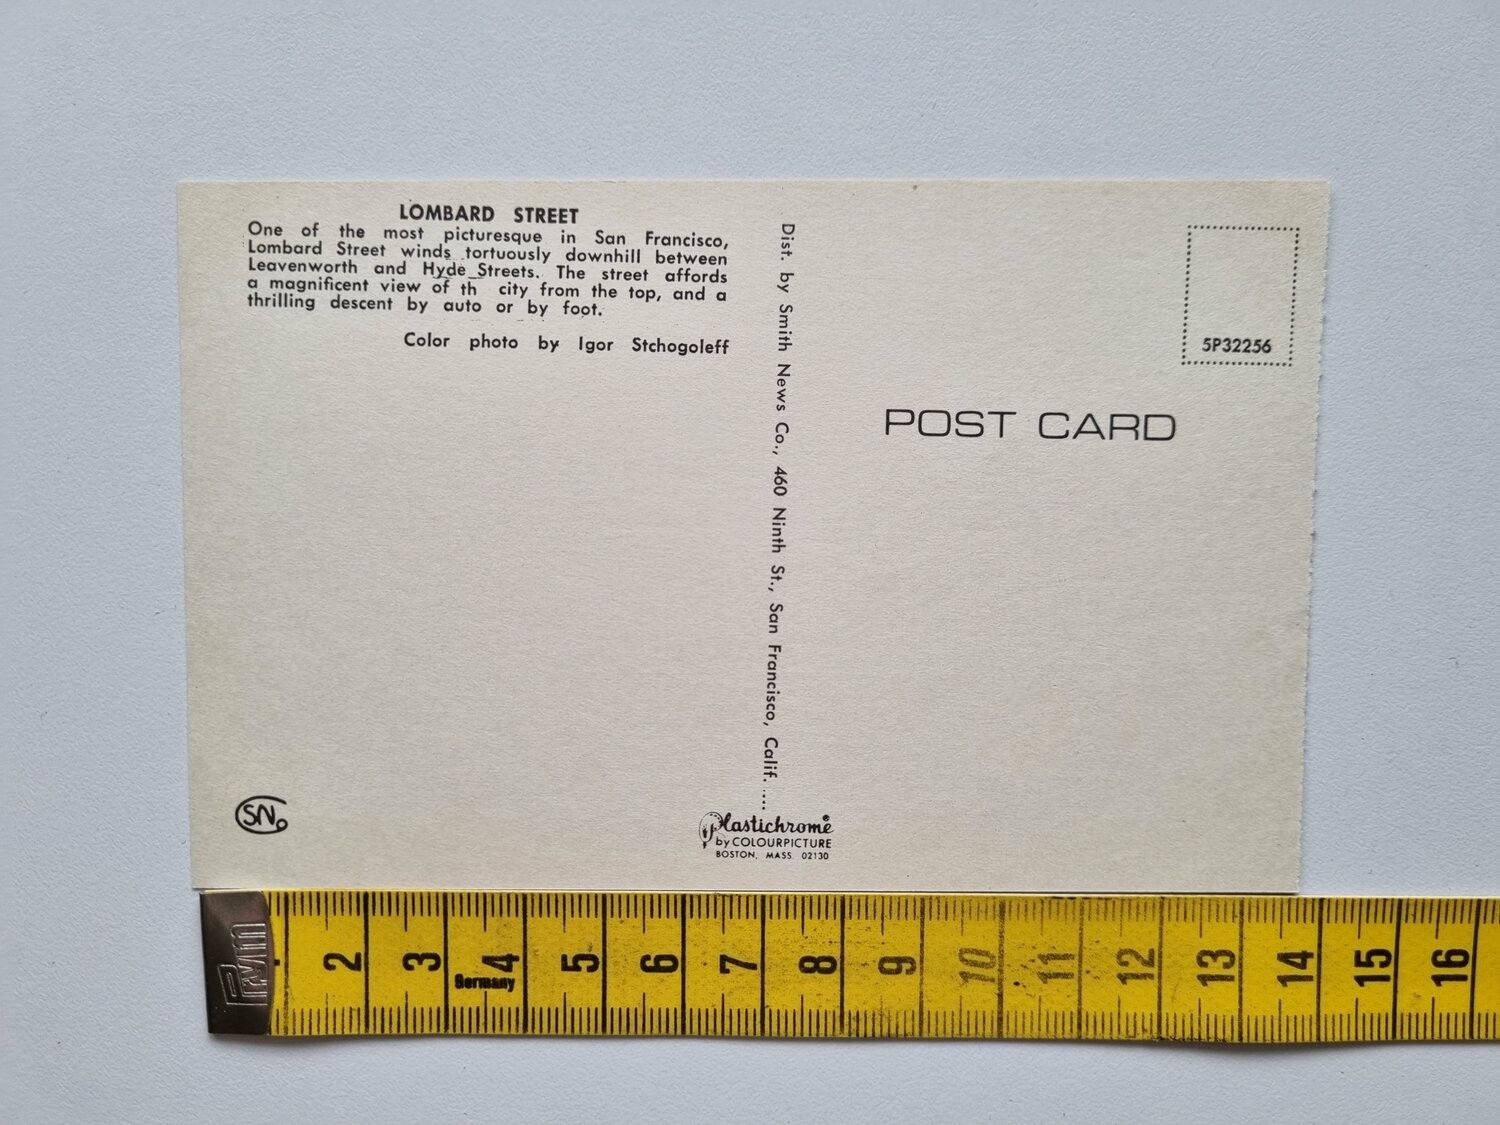 LOMBARD STREET
One of the most picturesque in San Francisco,
Lombard Street winds tortuously downhill between
Leavenworth and Hyde Streets. The street affords
a magnificent view of th city from the top, and a
thrilling descent by auto or by foot.
Color photo by Igor Stchogoleff
Dist. by Smith News Co., 460 Ninth St., San Francisco, Calif. ....
5P32256
POST CARD
SNo
Plastichrome®
by COLOURPICTURE
BOSTON, MASS. 02130
Prym
2 3 4 5 6 7 8 9 10 11 12 13 14 15 16
Germany